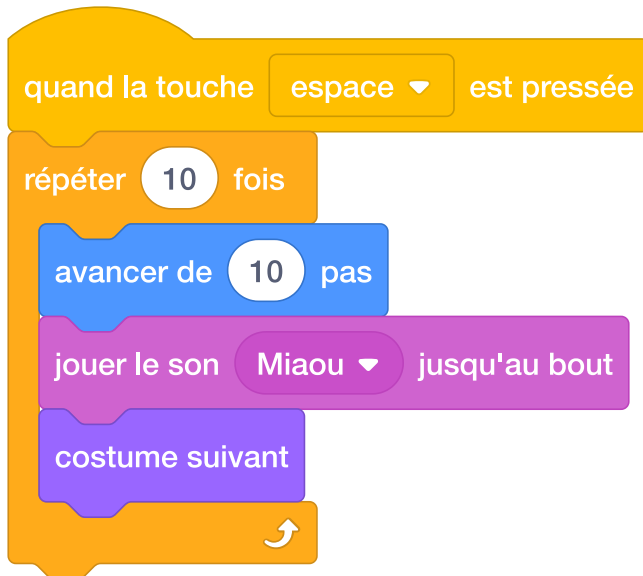 quand la touche espace est pressée
répéter 10 fois
avancer de 10 pas
jouer le son Miaou jusqu'au bout
costume suivant